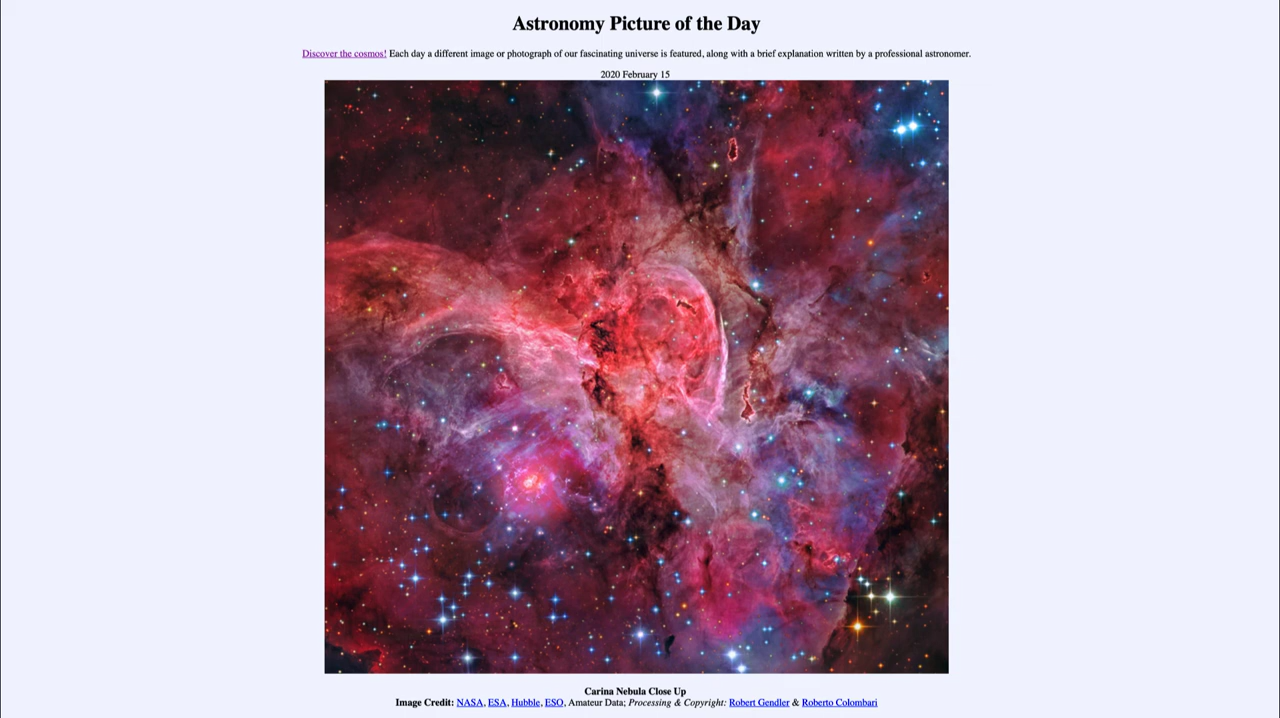 Astronomy Picture of the Day
Discover the cosmos! Each day a different image or photograph of our fascinating universe is featured, along with a brief explanation written by a professional astronomer.
2020 February 15
Carina Nebula Close Up
Image Credit: NASA, ESA, Hubble, ESO, Amateur Data; Processing & Copyright: Robert Gendler & Roberto Colombari